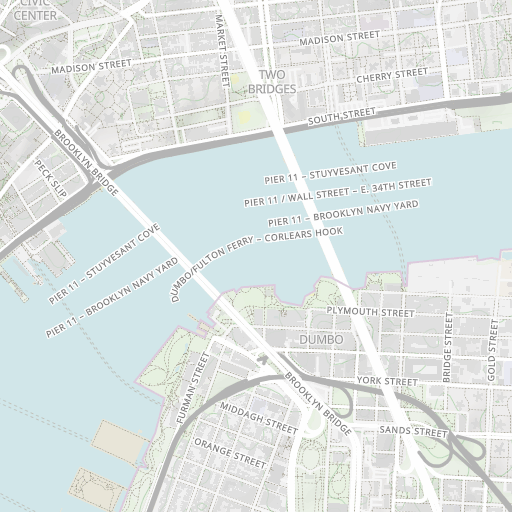 CIVIC
CENTER
MADISON STREET
MARKET STREET
MADISON STREET
TWO
BRIDGES
CHERRY STREET
SOUTH STREET
BROOKLYN BRIDGE
PECK SLIP
PIER 11 – STUYVESANT COVE
PIER 11 / WALL STREET – E. 34TH STREET
PIER 11 – BROOKLYN NAVY YARD
DUMBO/FULTON FERRY – CORLEARS HOOK
PIER 11 – STUYVESANT COVE
PIER 11 – BROOKLYN NAVY YARD
PLYMOUTH STREET
DUMBO
BRIDGE STREET
GOLD STREET
FURMAN STREET
YORK STREET
BROOKLYN BRIDGE
MIDDAGH STREET
SANDS STREET
ORANGE STREET